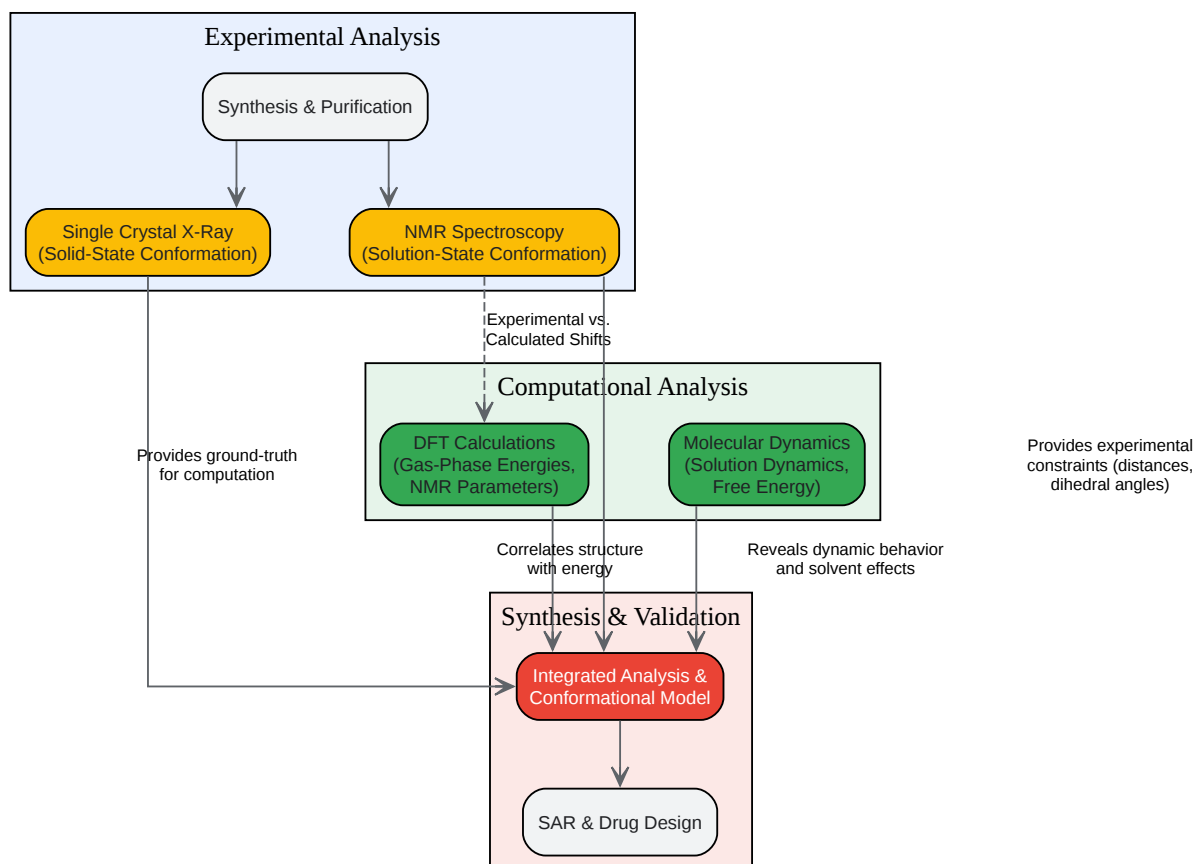 Experimental Analysis
Synthesis & Purification
Single Crystal X-Ray
(Solid-State Conformation)
NMR Spectroscopy
(Solution-State Conformation)
Experimental vs.
Calculated Shifts
Computational Analysis
DFT Calculations
(Gas-Phase Energies,
NMR Parameters)
Molecular Dynamics
(Solution Dynamics,
Free Energy)
Provides ground-truth
for computation
Provides experimental
constraints (distances,
dihedral angles)
Correlates structure
with energy
Reveals dynamic behavior
and solvent effects
Synthesis & Validation
Integrated Analysis &
Conformational Model
SAR & Drug Design